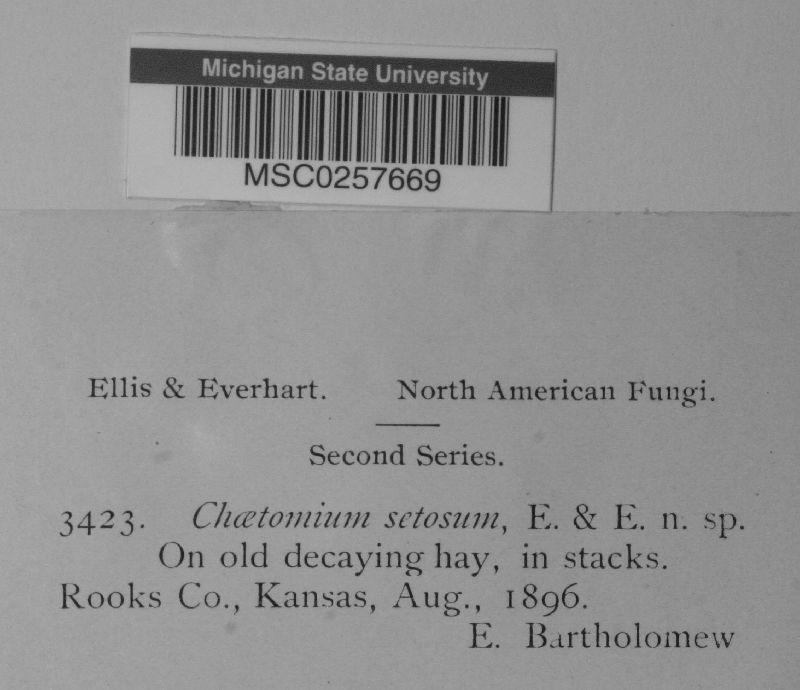 Michigan State University
MSC0257669
Ellis & Everhart. North American Fungi.
Second Series.
3423. Chætomium setosum, E. & E. n. sp.
On old decaying hay, in stacks.
Rooks Co., Kansas, Aug., 1896.
E. Bartholomew